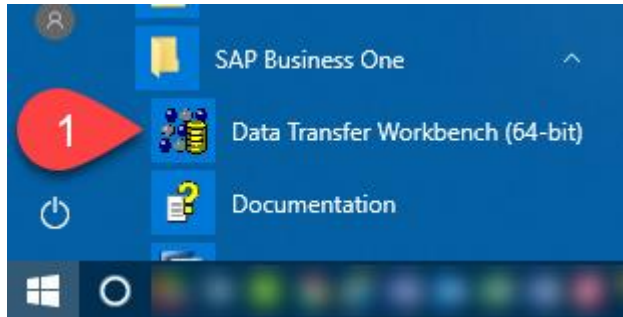 SAP Business One
1
Data Transfer Workbench (64-bit)
Documentation